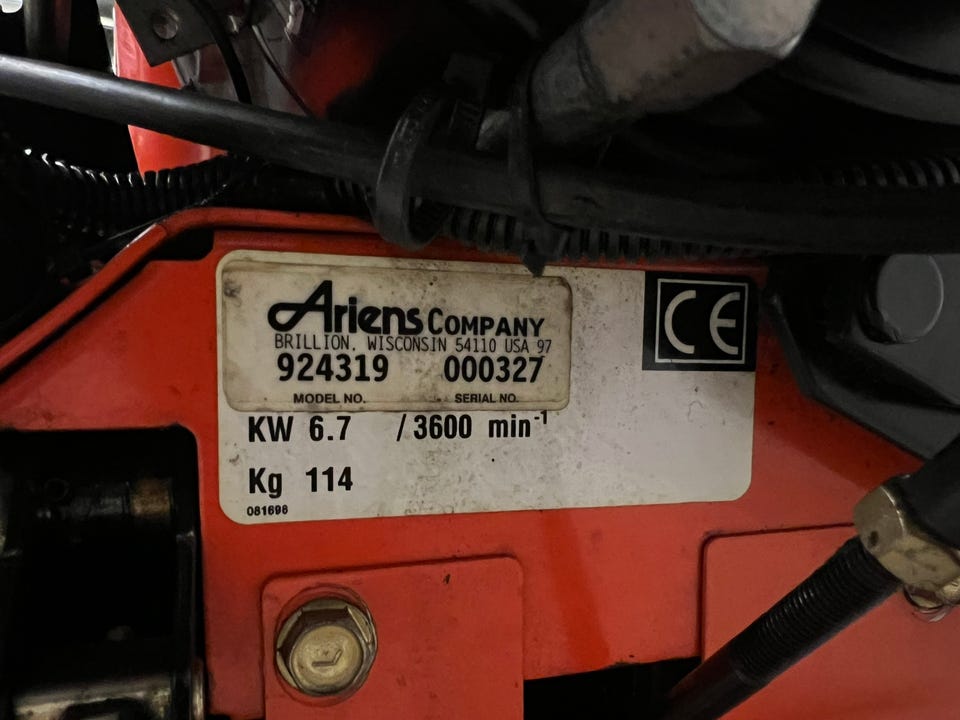 Ariens COMPANY
BRILLION, WISCONSIN 54110 USA 97
924319 000327
MODEL NO. SERIAL NO.
KW 6.7 / 3600 min⁻¹
Kg 114
081696
CE